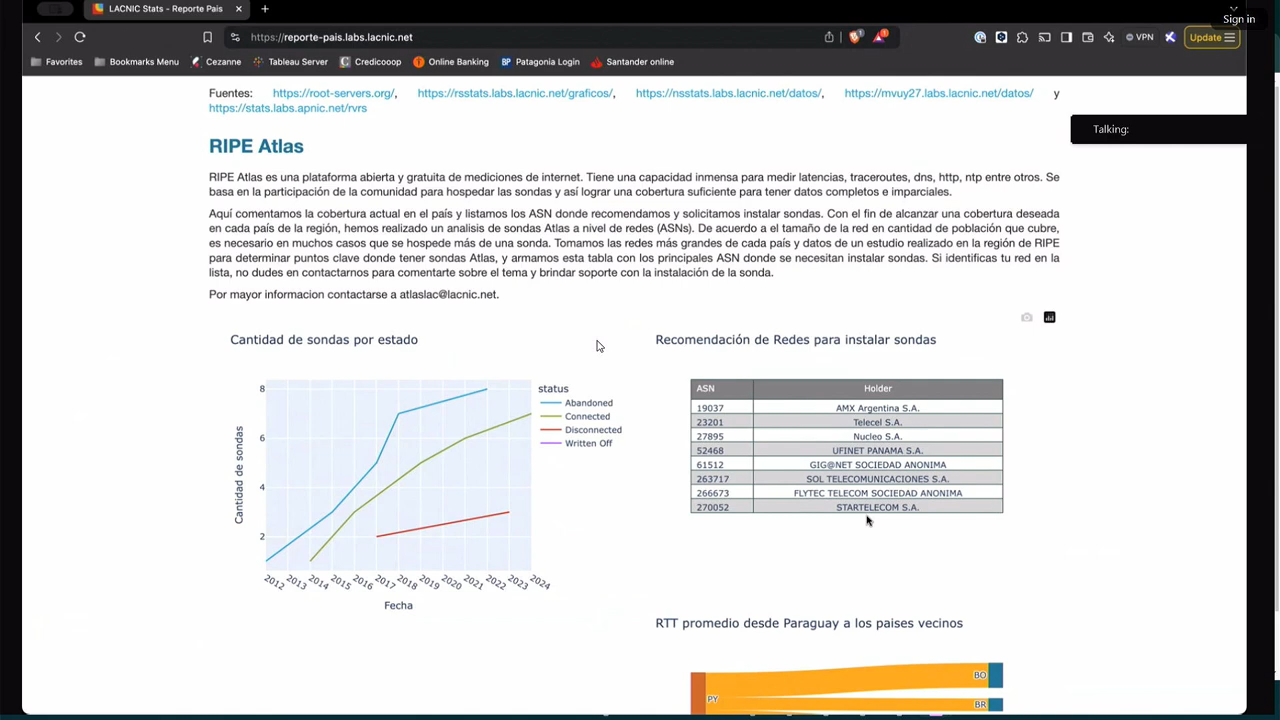 LACNIC Stats - Reporte Pais
Sign in
https://reporte-pais.labs.lacnic.net
VPN
Update
Favorites
Bookmarks Menu
Cezanne
Tableau Server
Credicooop
Online Banking
Patagonia Login
Santander online
Talking:
Fuentes: https://root-servers.org/, https://rsstats.labs.lacnic.net/graficos/, https://nsstats.labs.lacnic.net/datos/, https://mvuy27.labs.lacnic.net/datos/ y
https://stats.labs.apnic.net/rvrs
RIPE Atlas
RIPE Atlas es una plataforma abierta y gratuita de mediciones de internet. Tiene una capacidad inmensa para medir latencias, traceroutes, dns, http, ntp entre otros. Se
basa en la participación de la comunidad para hospedar las sondas y así lograr una cobertura suficiente para tener datos completos e imparciales.
Aquí comentamos la cobertura actual en el país y listamos los ASN donde recomendamos y solicitamos instalar sondas. Con el fin de alcanzar una cobertura deseada
en cada país de la región, hemos realizado un analisis de sondas Atlas a nivel de redes (ASNs). De acuerdo a el tamaño de la red en cantidad de población que cubre,
es necesario en muchos casos que se hospede más de una sonda. Tomamos las redes más grandes de cada país y datos de un estudio realizado en la región de RIPE
para determinar puntos clave donde tener sondas Atlas, y armamos esta tabla con los principales ASN donde se necesitan instalar sondas. Si identificas tu red en la
lista, no dudes en contactarnos para comentarte sobre el tema y brindar soporte con la instalación de la sonda.
Por mayor informacion contactarse a atlaslac@lacnic.net.
Cantidad de sondas por estado
Cantidad de sondas
8
6
4
2
2012 2013 2014 2015 2016 2017 2018 2019 2020 2021 2022 2023 2024
Fecha
status
Abandoned
Connected
Disconnected
Written Off
Recomendación de Redes para instalar sondas
ASN Holder
19037 AMX Argentina S.A.
23201 Telecel S.A.
27895 Nucleo S.A.
52468 UFINET PANAMA S.A.
61512 GIG@NET SOCIEDAD ANONIMA
263717 SOL TELECOMUNICACIONES S.A.
266673 FLYTEC TELECOM SOCIEDAD ANONIMA
270052 STARTELECOM S.A.
RTT promedio desde Paraguay a los paises vecinos
PY
BO
BR